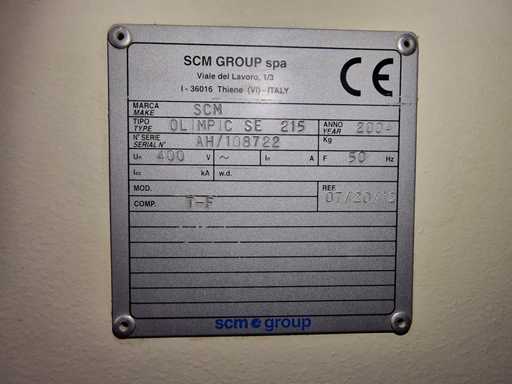 SCM GROUP spa
Viale del Lavoro, 1/3
I - 36016 Thiene (VI) - ITALY
CE
MARCA MAKE SCM
TIPO TYPE OLIMPIC SE 215 ANNO YEAR
N° SERIE SERIAL N° AH/108722 Kg
Un 400 V ~ In A F 50 Hz
Icc kA w.d.
MOD. REF.
COMP. T-F
scm group